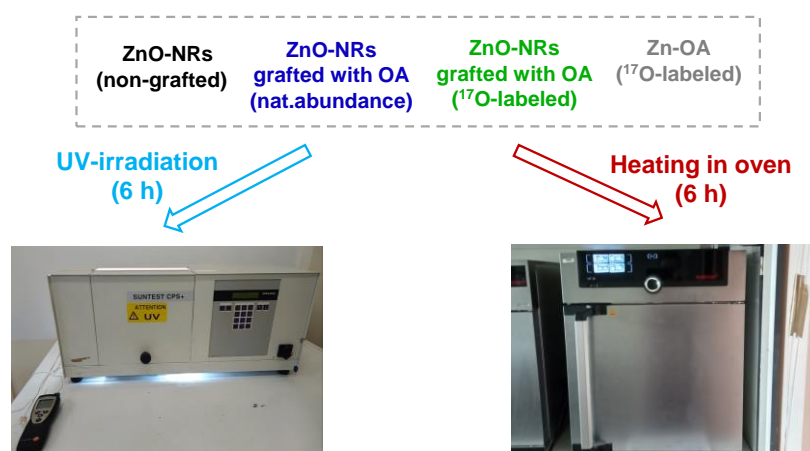 ZnO-NRs
(non-grafted)
ZnO-NRs
grafted with OA
(nat.abundance)
ZnO-NRs
grafted with OA
(¹⁷O-labeled)
Zn-OA
(¹⁷O-labeled)
UV-irradiation
(6 h)
Heating in oven
(6 h)
SUNTEST CPS+
ATTENTION
UV